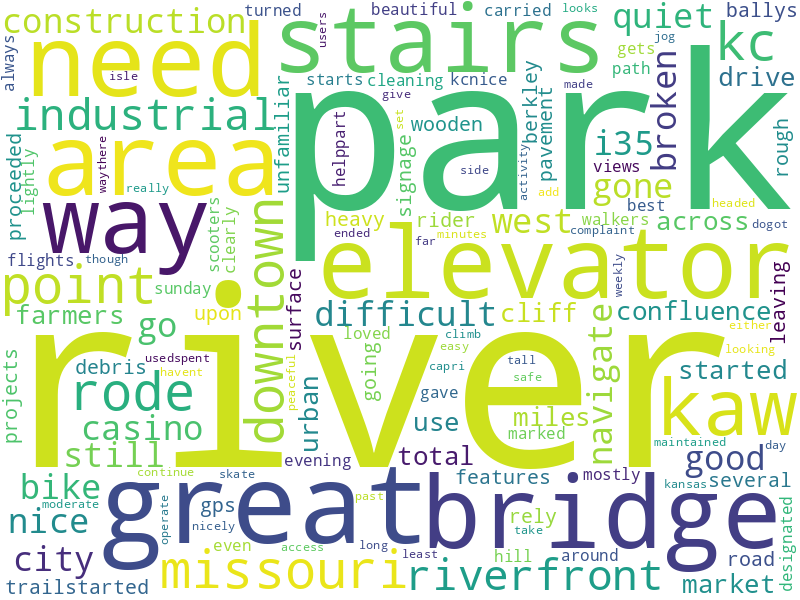 turned
beautiful
carried
looks
ballys
construction
need
stairs
users
quiet
kc
always
isle
starts
cleaning
kcnice
jog
gets
path
drive
made
industrial
unfamiliar
park
give
berkley
wooden
set
pavement
i35
broken
rough
area
waythere
helppart
signage
side
activity
views
proceeded
lightly
really
gone
add
best
headed
way
scooters
clearly
heavy
rider
west
walkers
across
dogot
flights
though
ended
far
minutes
complaint
elevator
weekly
leaving
point
sunday
downtown
surface
upon
difficult
cliff
confluence
farmers
go
river
loved
climb
easy
navigate
either
looking
projects
debris
usedspent
havent
peaceful
going
capri
tall
safe
started
rode
urban
gave
miles
kaw
casino
use
marked
maintained
day
still
evening
total
features
mostly
good
kansas
several
bike
continue
skate
moderate
great
operate
gps
past
bridge
designated
nice
nicely
rely
take
city
even
access
long
least
hill
around
road
trailstarted
missouri
riverfront
market